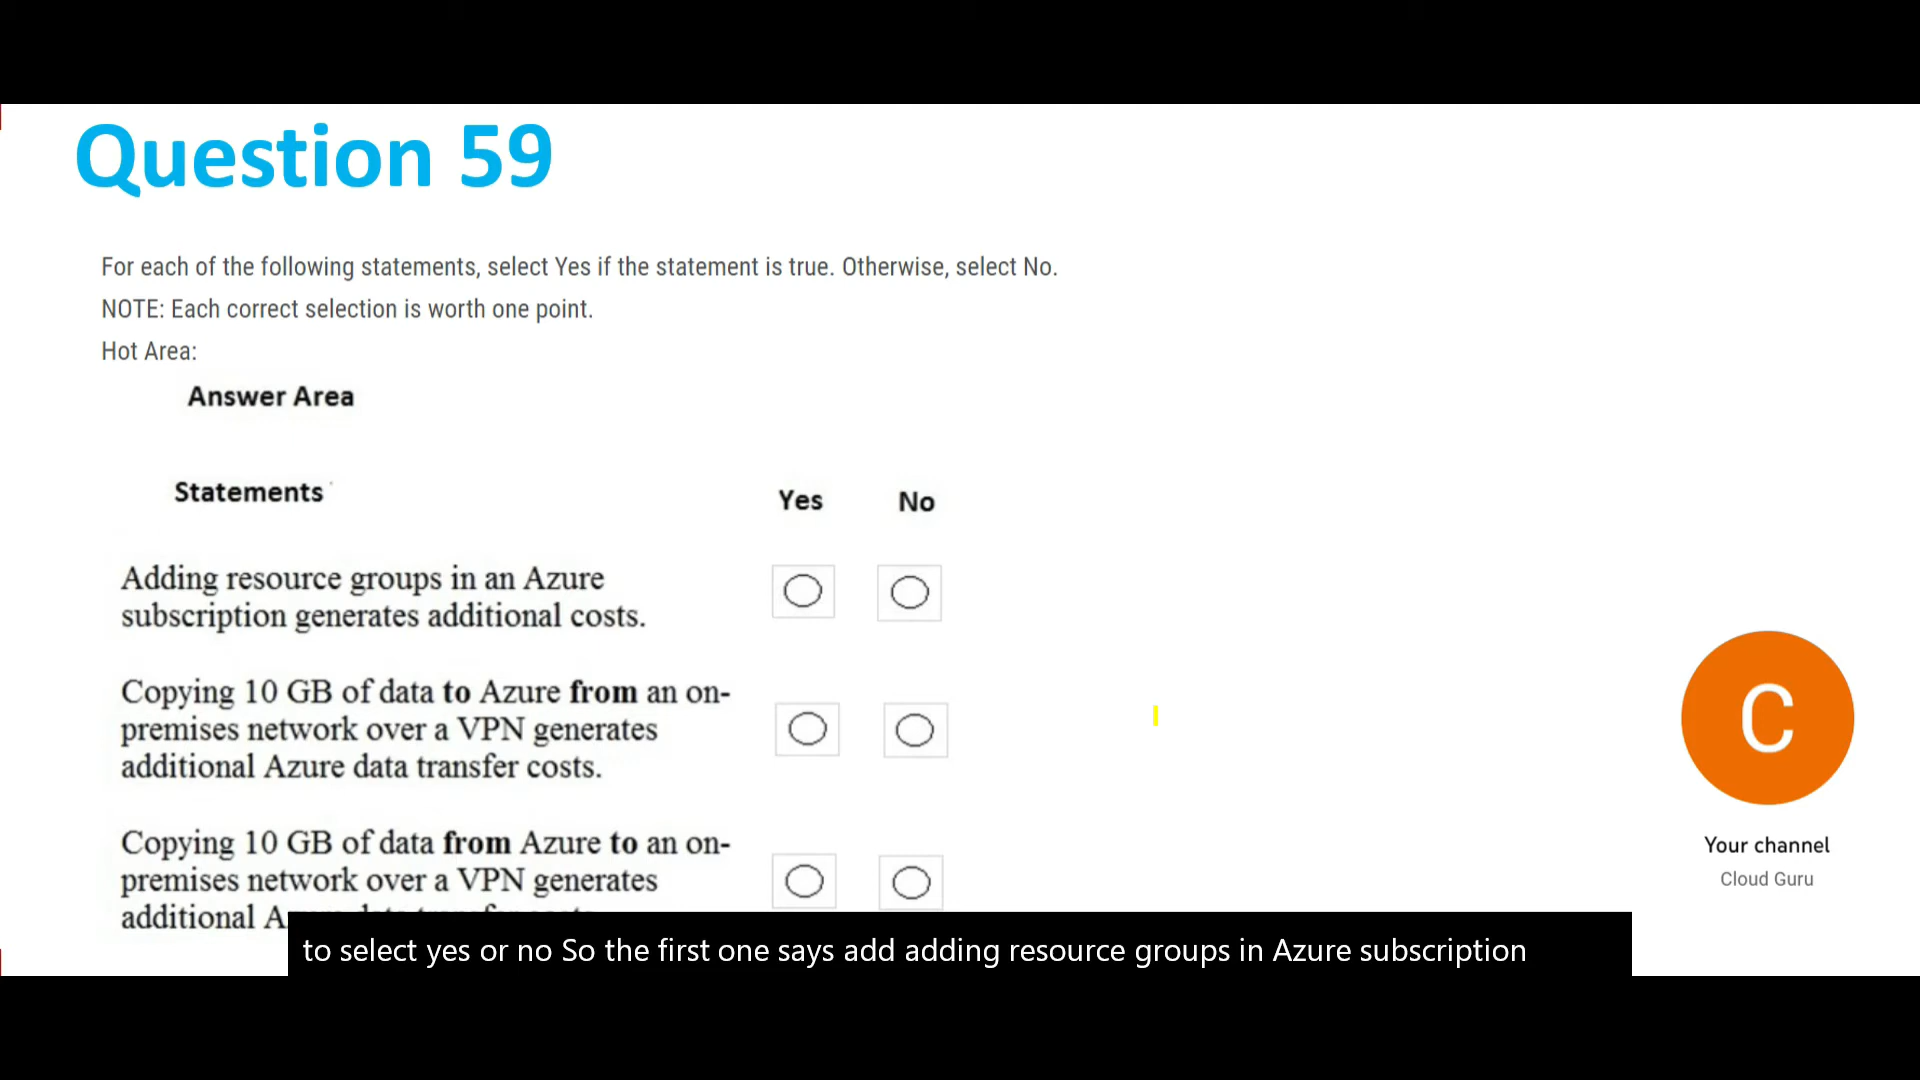 Question 59
For each of the following statements, select Yes if the statement is true. Otherwise, select No.
NOTE: Each correct selection is worth one point.
Hot Area:
Answer Area
Statements
Yes No
Adding resource groups in an Azure
subscription generates additional costs.
Copying 10 GB of data to Azure from an on-
premises network over a VPN generates
additional Azure data transfer costs.
Copying 10 GB of data from Azure to an on-
premises network over a VPN generates
additional
C
Your channel
Cloud Guru
to select yes or no So the first one says add adding resource groups in Azure subscription